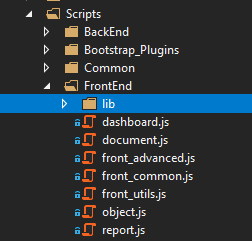 Scripts
BackEnd
Bootstrap_Plugins
Common
FrontEnd
lib
dashboard.js
document.js
front_advanced.js
front_common.js
front_utils.js
object.js
report.js